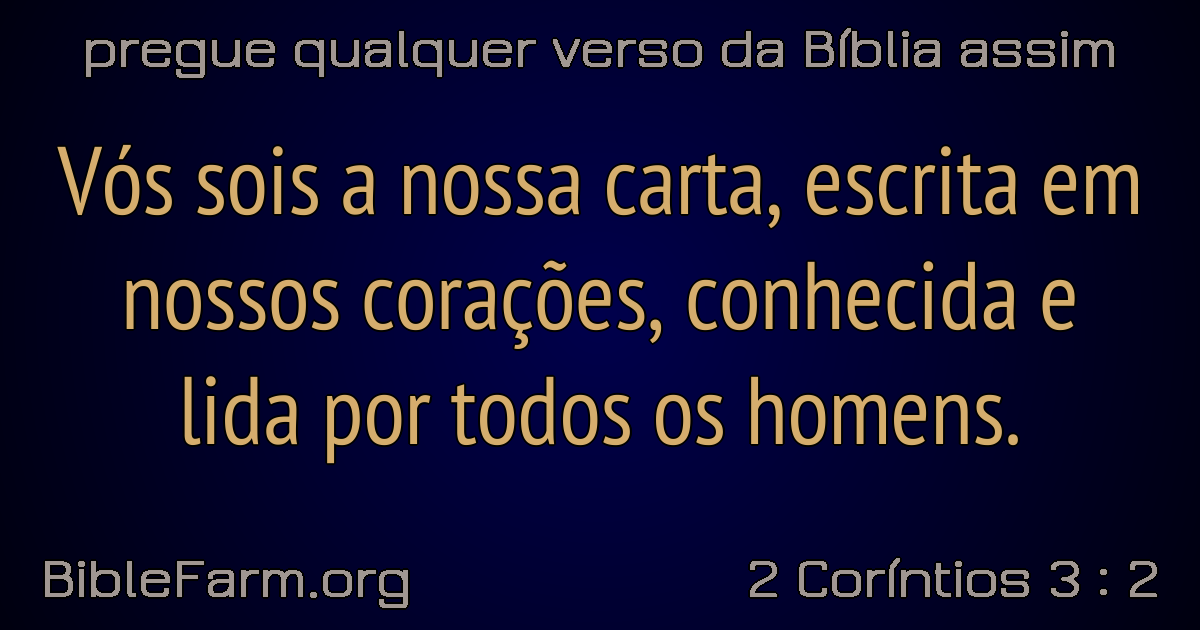 pregue qualquer verso da Bíblia assim
Vós sois a nossa carta, escrita em
nossos corações, conhecida e
lida por todos os homens.
BibleFarm.org
2 Coríntios 3 : 2